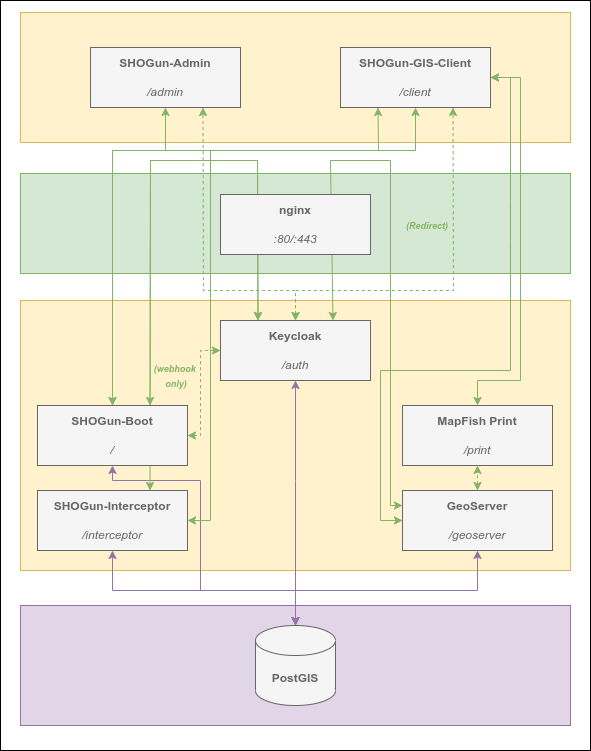 SHOGun-Admin
/admin
SHOGun-GIS-Client
/client
nginx
:80/:443
(Redirect)
Keycloak
/auth
(webhook
only)
SHOGun-Boot
/
MapFish Print
/print
SHOGun-Interceptor
/interceptor
GeoServer
/geoserver
PostGIS